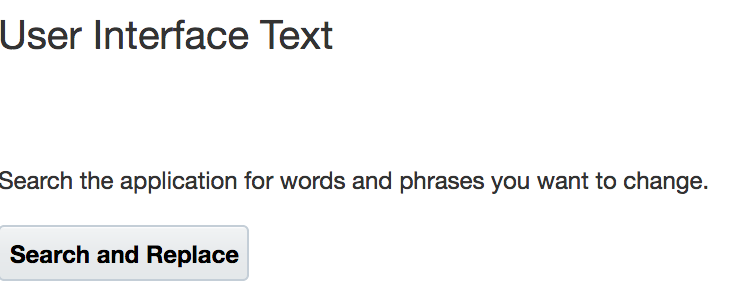 User Interface Text
Search the application for words and phrases you want to change.
Search and Replace